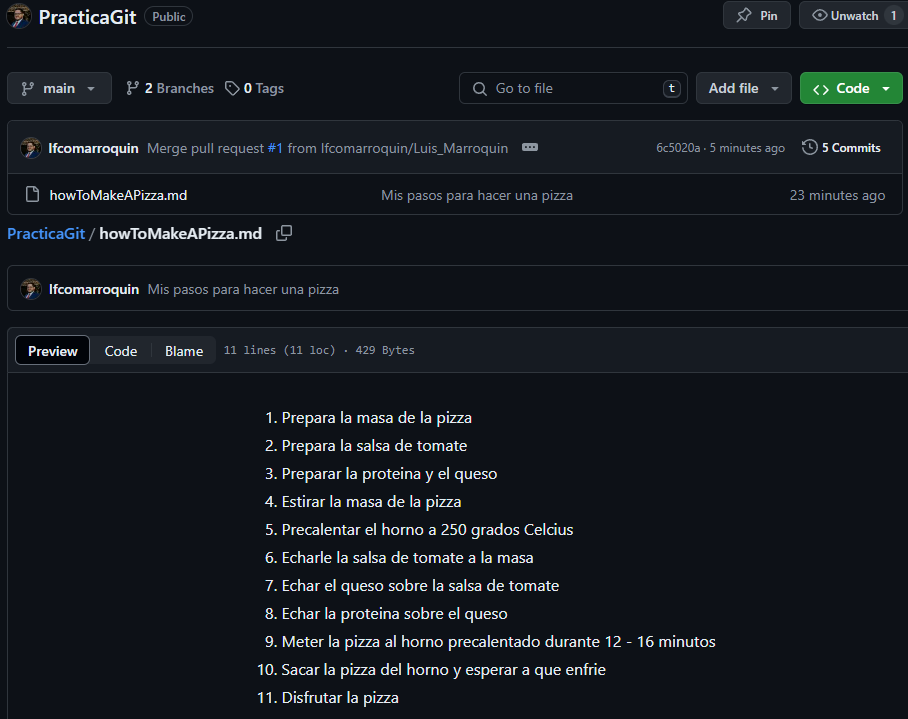 PracticaGit Public Pin Unwatch 1
main 2 Branches 0 Tags Go to file t Add file Code
lfcomarroquin Merge pull request #1 from lfcomarroquin/Luis_Marroquin 6c5020a · 5 minutes ago 5 Commits
howToMakeAPizza.md Mis pasos para hacer una pizza 23 minutes ago
PracticaGit / howToMakeAPizza.md
lfcomarroquin Mis pasos para hacer una pizza
Preview Code Blame 11 lines (11 loc) · 429 Bytes
1. Prepara la masa de la pizza
2. Prepara la salsa de tomate
3. Preparar la proteina y el queso
4. Estirar la masa de la pizza
5. Precalentar el horno a 250 grados Celcius
6. Echarle la salsa de tomate a la masa
7. Echar el queso sobre la salsa de tomate
8. Echar la proteina sobre el queso
9. Meter la pizza al horno precalentado durante 12 - 16 minutos
10. Sacar la pizza del horno y esperar a que enfrie
11. Disfrutar la pizza